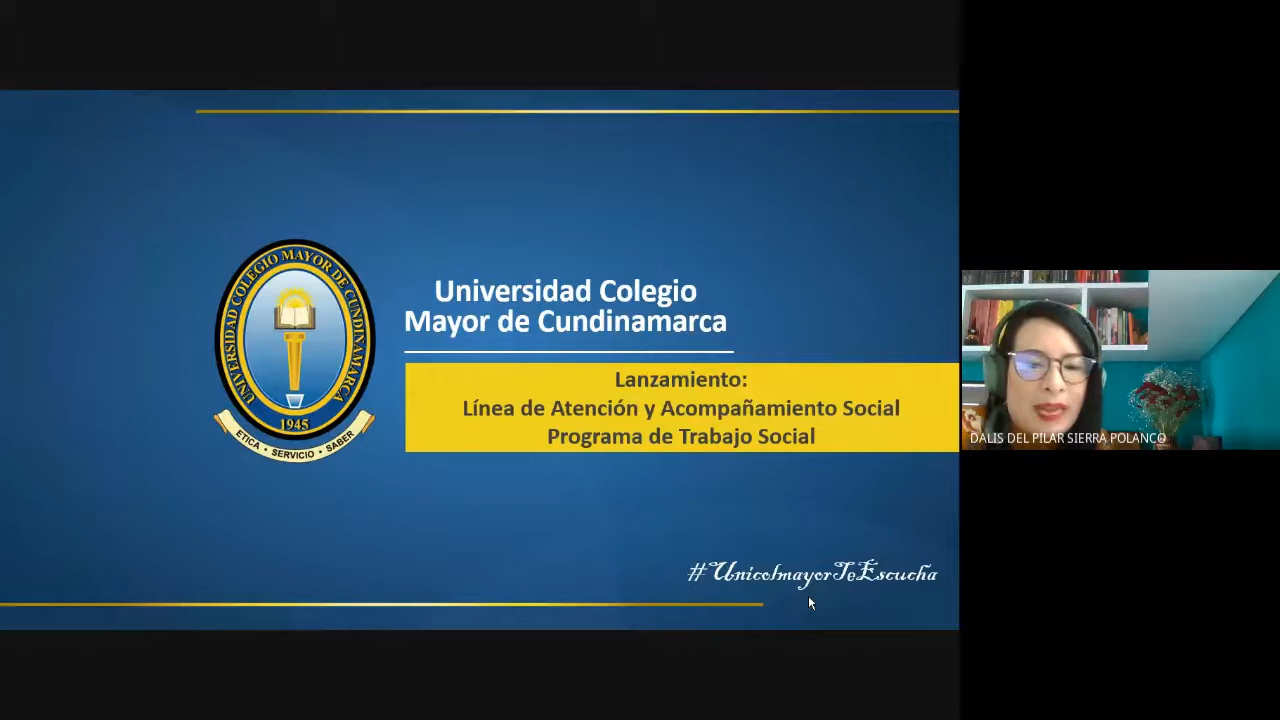 UNIVERSIDAD COLEGIO MAYOR DE CUNDINAMARCA
1945
ETICA • SERVICIO • SABER
Universidad Colegio
Mayor de Cundinamarca
Lanzamiento:
Línea de Atención y Acompañamiento Social
Programa de Trabajo Social
#UnicolmayorTeEscucha
DALIS DEL PILAR SIERRA POLANCO